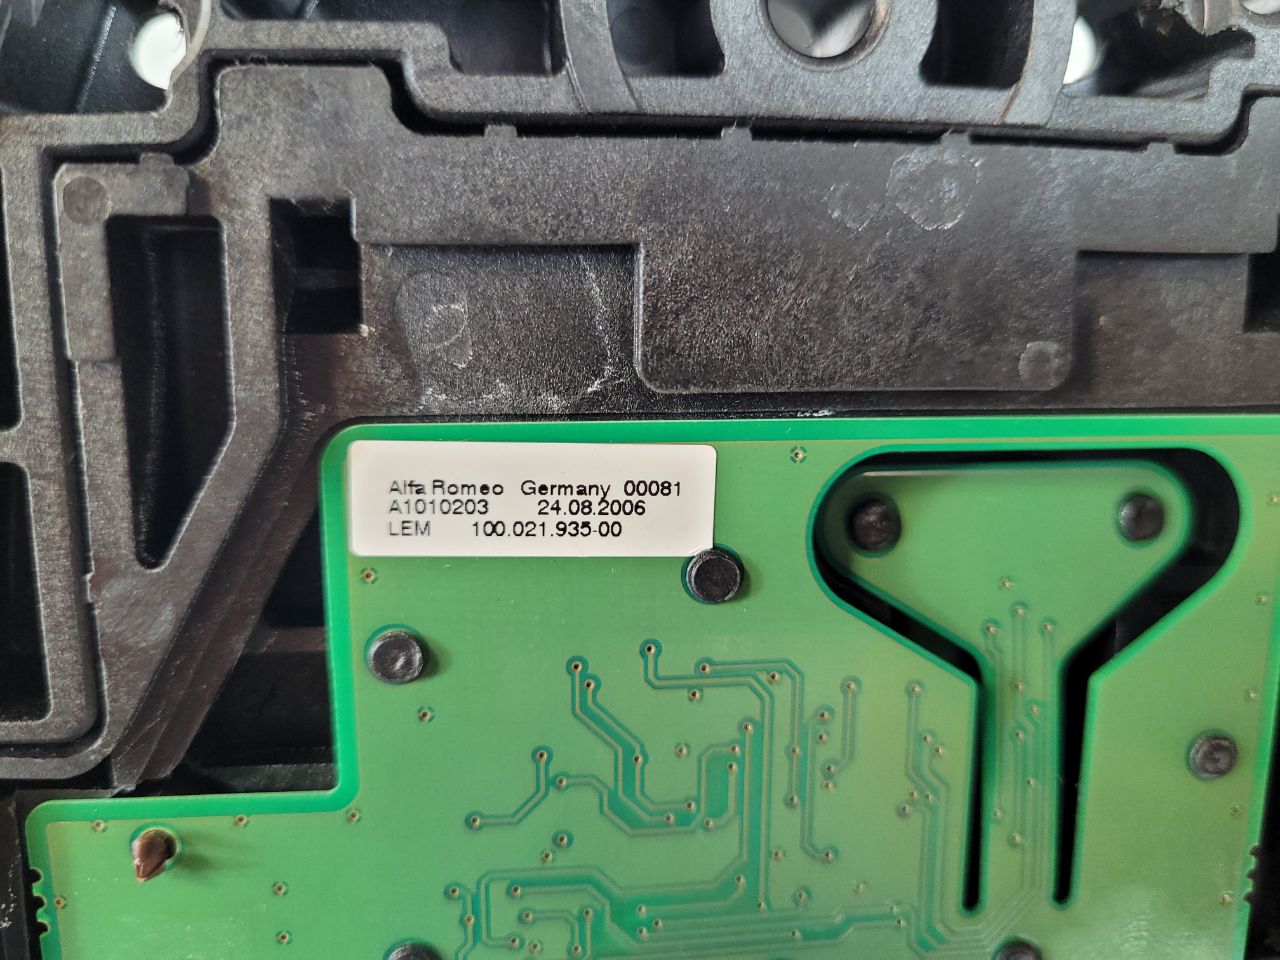 Alfa Romeo Germany 00081
A1010203 24.08.2006
LEM 100.021.935-00